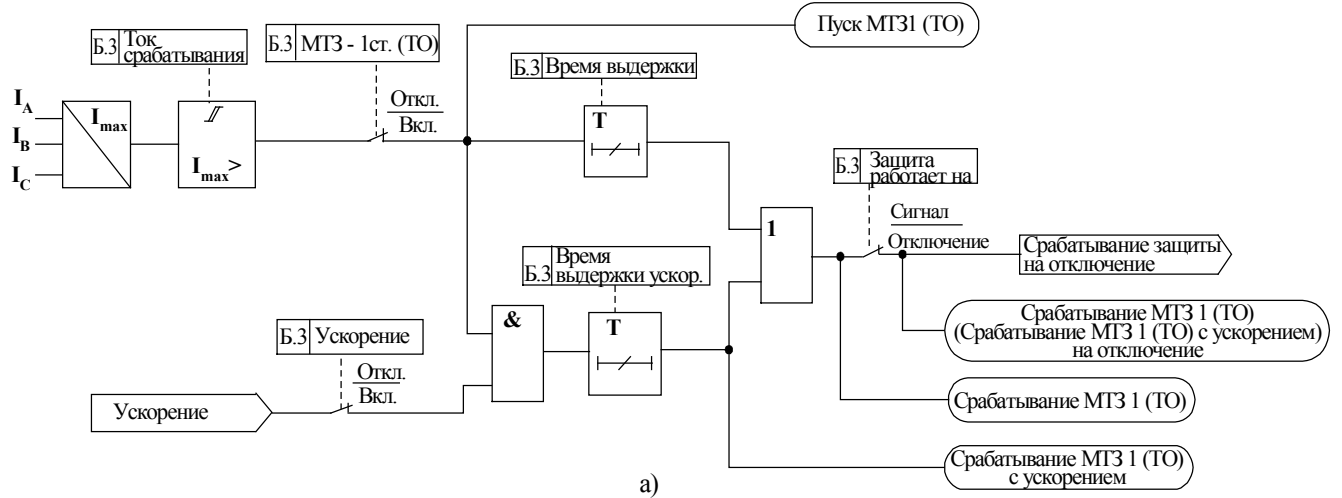 Пуск МТЗ1 (ТО)
Б.3 Ток
срабатывания
Б.3 МТЗ - 1ст. (ТО)
Б.3 Время выдержки
I_A
I_B
I_C
I_max
I_max>
Откл.
Вкл.
T
Б.3 Защита
работает на
Сигнал
Отключение
1
Срабатывание защиты
на отключение
Б.3 Время
выдержки ускор.
&
T
Срабатывание МТЗ 1 (ТО)
(Срабатывание МТЗ 1 (ТО) с ускорением)
на отключение
Б.3 Ускорение
Откл.
Вкл.
Ускорение
Срабатывание МТЗ 1 (ТО)
Срабатывание МТЗ 1 (ТО)
с ускорением
а)